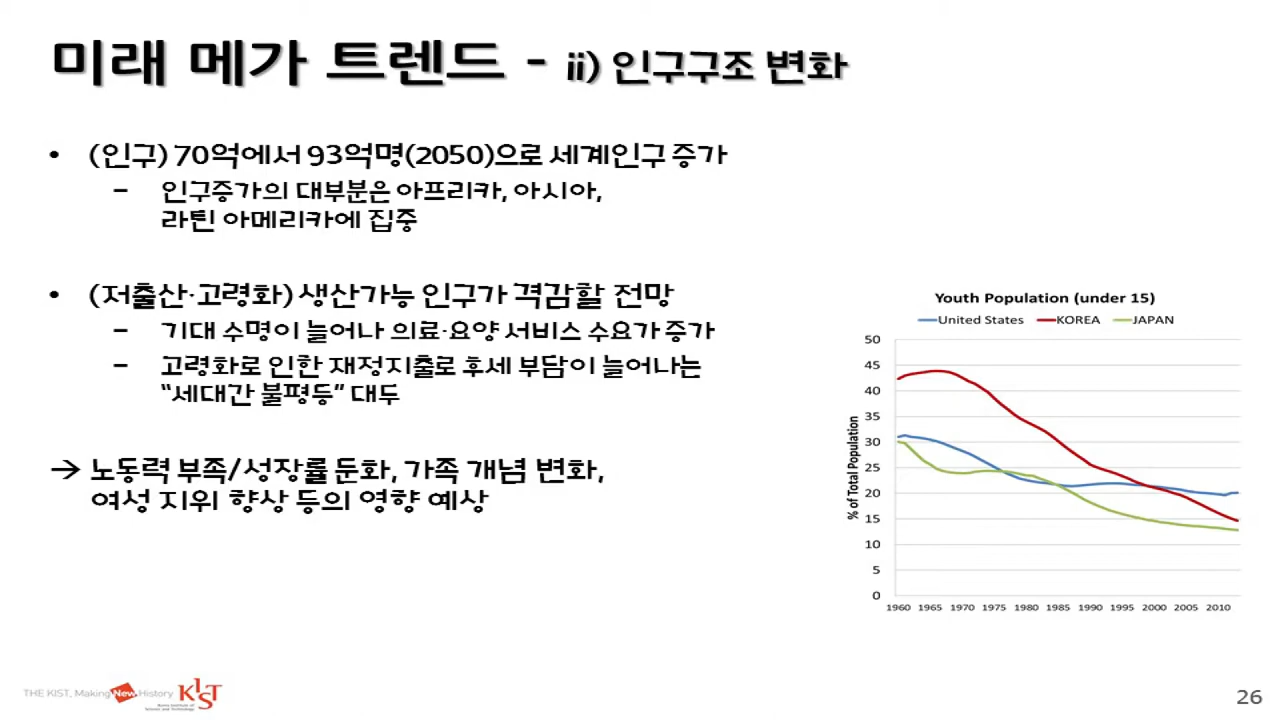 미래 메가 트렌드 - ii) 인구구조 변화
• (인구) 70억에서 93억명(2050)으로 세계인구 증가
– 인구증가의 대부분은 아프리카, 아시아,
라틴 아메리카에 집중
• (저출산·고령화) 생산가능 인구가 격감할 전망
– 기대 수명이 늘어나 의료·요양 서비스 수요가 증가
– 고령화로 인한 재정지출로 후세 부담이 늘어나는
“세대간 불평등” 대두
→ 노동력 부족/성장률 둔화, 가족 개념 변화,
여성 지위 향상 등의 영향 예상
Youth Population (under 15)
United States KOREA JAPAN
% of Total Population
50
45
40
35
30
25
20
15
10
5
0
1960 1965 1970 1975 1980 1985 1990 1995 2000 2005 2010
THE KIST, Making New History
KIST
Korea Institute of
Science and Technology
26